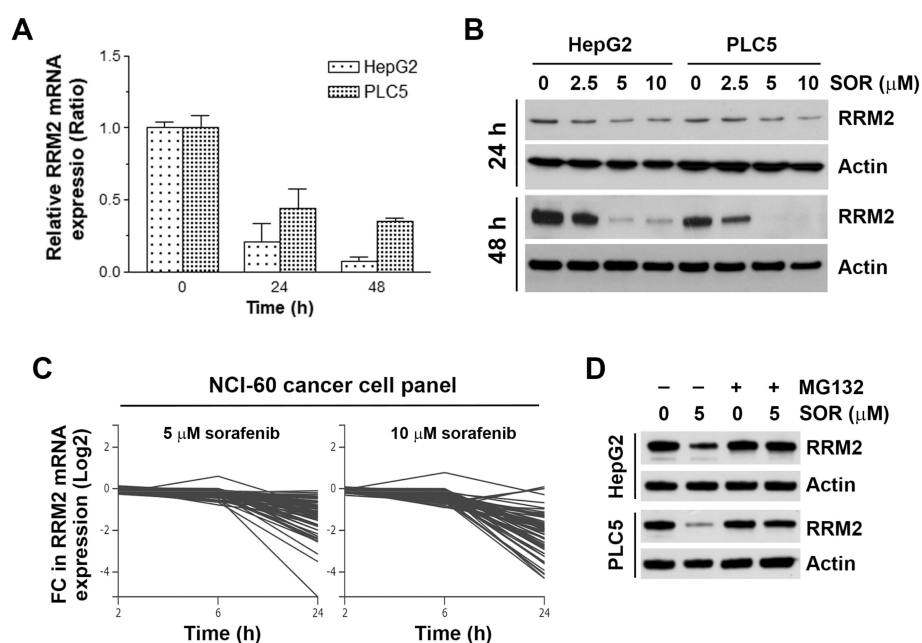 A
Relative RRM2 mRNA
expressio (Ratio)
1.5
1.0
0.5
0.0
HepG2
PLC5
0 24 48
Time (h)
B
HepG2 PLC5
0 2.5 5 10 0 2.5 5 10 SOR (μM)
24 h
RRM2
Actin
48 h
RRM2
Actin
C
NCI-60 cancer cell panel
FC in RRM2 mRNA
expression (Log2)
5 μM sorafenib
2
0
-2
-4
2 6 24
Time (h)
10 μM sorafenib
2
0
-2
-4
2 6 24
Time (h)
D
– – + + MG132
0 5 0 5 SOR (μM)
HepG2
RRM2
Actin
PLC5
RRM2
Actin